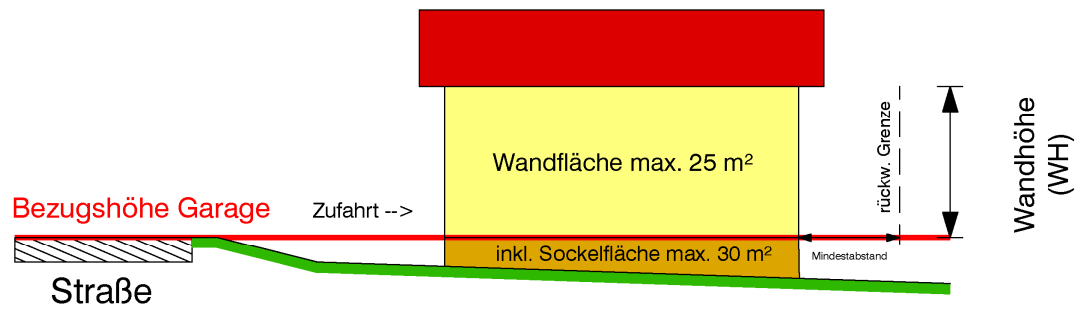 Wandfläche max. 25 m²
rückw. Grenze
Wandhöhe
(WH)
Bezugshöhe Garage
Zufahrt -->
inkl. Sockelfläche max. 30 m²
Mindestabstand
Straße